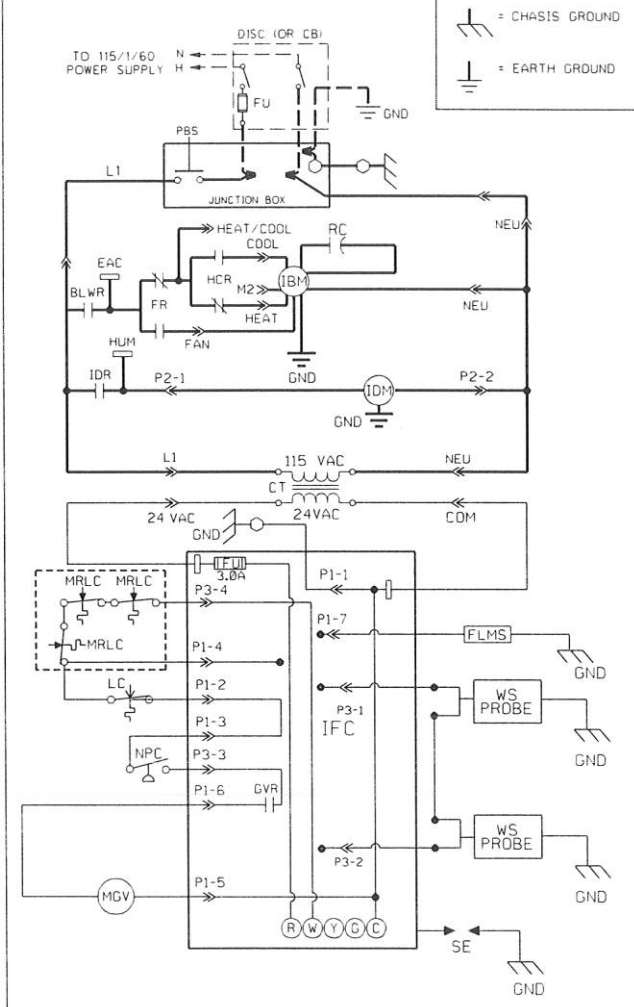 = CHASIS GROUND
= EARTH GROUND
DISC (OR CB)
TO 115/1/60
POWER SUPPLY
N
H
FU
GND
PBS
L1
JUNCTION BOX
NEU
HEAT/COOL
COOL
RC
EAC
HCR
IBM
BLWR
FR
M2
HEAT
NEU
FAN
GND
HUM
IDR
P2-1
IDM
P2-2
GND
L1
115 VAC
NEU
CT
24 VAC
24VAC
COM
GND
FU
3.0A
P1-1
MRLC
MRLC
P3-4
P1-7
FLMS
MRLC
P1-4
GND
LC
P1-2
P3-1
WS
PROBE
P1-3
IFC
NPC
P3-3
GND
P1-6
GVR
WS
PROBE
P3-2
MGV
P1-5
GND
R W Y G C
SE
GND